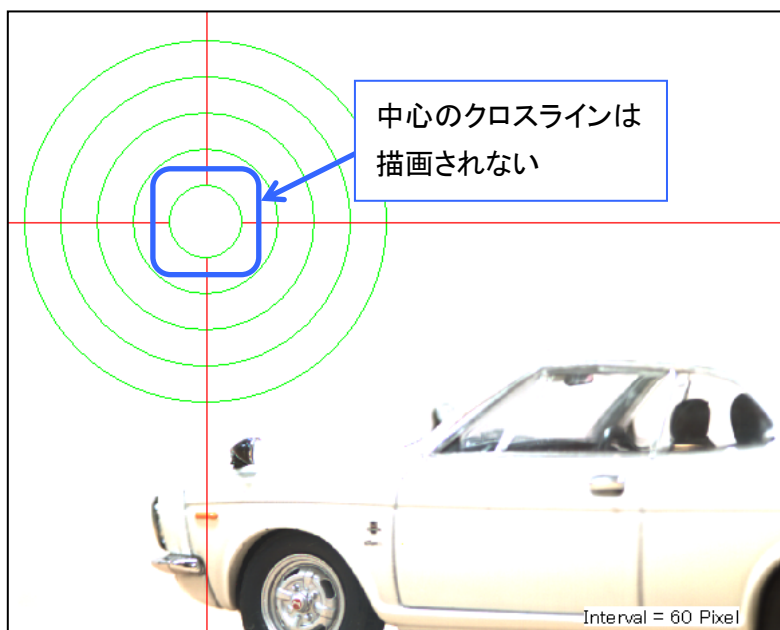 中心のクロスラインは
描画されない
Interval = 60 Pixel